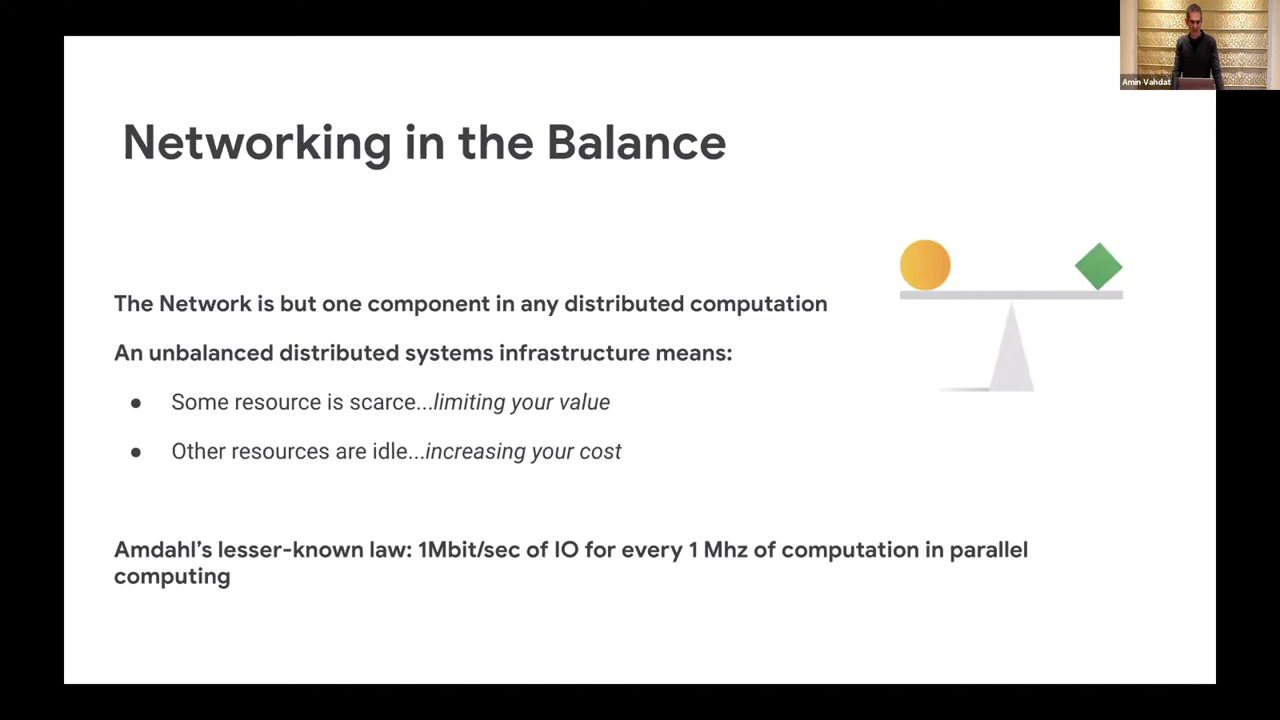 Amin Vahdat
Networking in the Balance
The Network is but one component in any distributed computation
An unbalanced distributed systems infrastructure means:
● Some resource is scarce...limiting your value
● Other resources are idle...increasing your cost
Amdahl's lesser-known law: 1Mbit/sec of IO for every 1 Mhz of computation in parallel
computing